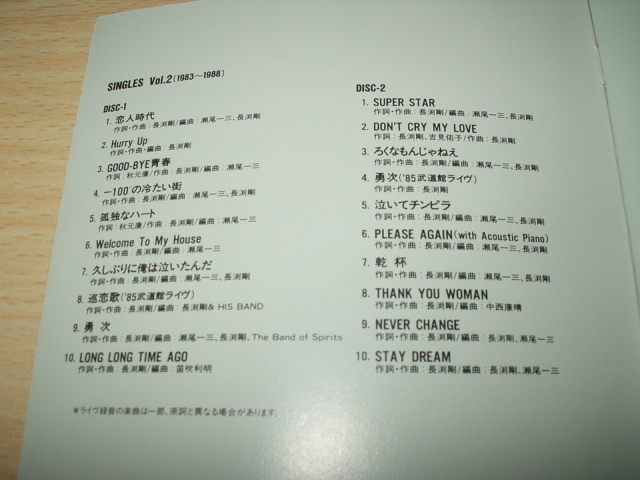 SINGLES Vol.2(1983〜1988)
DISC-1
1. 恋人時代
作詞・作曲：長渕剛/編曲：瀬尾一三、長渕剛
2. Hurry Up
作詞・作曲・編曲：長渕剛
3. GOOD-BYE青春
作詞：秋元康/作曲：長渕剛/編曲：瀬尾一三
4. −100の冷たい街
作詞・作曲：長渕剛/編曲：瀬尾一三、長渕剛
5. 孤独なハート
作詞：秋元康/作曲：長渕剛/編曲：瀬尾一三
6. Welcome To My House
作詞・作曲：長渕剛/編曲：瀬尾一三
7. 久しぶりに俺は泣いたんだ
作詞・作曲：長渕剛/編曲：瀬尾一三、長渕剛
8. 巡恋歌('85武道館ライヴ)
作詞・作曲：長渕剛/編曲：長渕剛& HIS BAND
9. 勇 次
作詞・作曲：長渕剛/編曲：瀬尾一三、長渕剛、The Band of Spirits
10. LONG LONG TIME AGO
作詞・作曲：長渕剛/編曲：笛吹利明
＊ライヴ録音の楽曲は一部、原詞と異なる場合があります。
DISC-2
1. SUPER STAR
作詞・作曲：長渕剛/編曲：瀬尾一三、長渕剛
2. DON'T CRY MY LOVE
作詞：長渕剛、吉見佑子/作曲：長渕剛
3. ろくなもんじゃねえ
作詞・作曲：長渕剛/編曲：瀬尾一三、長渕剛
4. 勇次('85武道館ライヴ)
作詞・作曲：長渕剛/編曲：長渕剛
5. 泣いてチンピラ
作詞・作曲：長渕剛/編曲：瀬尾一三、長渕剛
6. PLEASE AGAIN(with Acoustic Piano)
作詞・作曲：長渕剛/編曲：瀬尾一三
7. 乾 杯
作詞・作曲：長渕剛/編曲：瀬尾一三、長渕剛
8. THANK YOU WOMAN
作詞・作曲：長渕剛/編曲：中西康晴
9. NEVER CHANGE
作詞・作曲：長渕剛/編曲：長渕剛、瀬尾一三
10. STAY DREAM
作詞・作曲：長渕剛/編曲：長渕剛、瀬尾一三